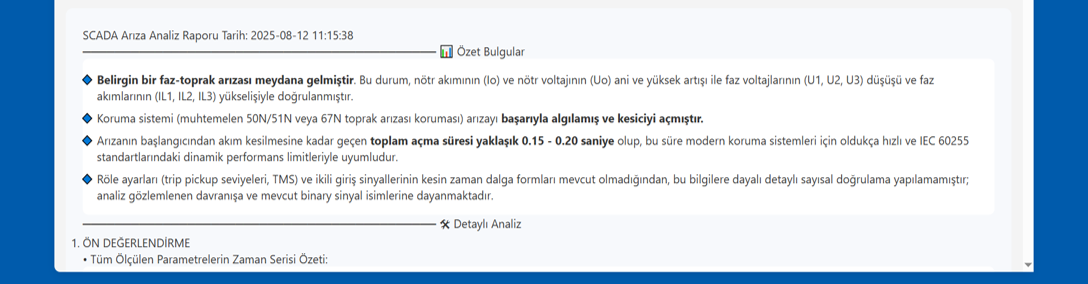 SCADA Arıza Analiz Raporu Tarih: 2025-08-12 11:15:38
━━━━━━━━━━━━━━━━━━━━━━━━━━━━━━ 📊 Özet Bulgular
🔹 Belirgin bir faz-toprak arızası meydana gelmiştir. Bu durum, nötr akımının (Io) ve nötr voltajının (Uo) ani ve yüksek artışı ile faz voltajlarının (U1, U2, U3) düşüşü ve faz
akımlarının (IL1, IL2, IL3) yükselişiyle doğrulanmıştır.
🔹 Koruma sistemi (muhtemelen 50N/51N veya 67N toprak arızası koruması) arızayı başarıyla algılamış ve kesiciyi açmıştır.
🔹 Arızanın başlangıcından akım kesilmesine kadar geçen toplam açma süresi yaklaşık 0.15 - 0.20 saniye olup, bu süre modern koruma sistemleri için oldukça hızlı ve IEC 60255
standartlarındaki dinamik performans limitleriyle uyumludur.
🔹 Röle ayarları (trip pickup seviyeleri, TMS) ve ikili giriş sinyallerinin kesin zaman dalga formları mevcut olmadığından, bu bilgilere dayalı detaylı sayısal doğrulama yapılamamıştır;
analiz gözlemlenen davranışa ve mevcut binary sinyal isimlerine dayanmaktadır.
━━━━━━━━━━━━━━━━━━━━━━━━━━━━━━ 🛠 Detaylı Analiz
1. ÖN DEĞERLENDİRME
• Tüm Ölçülen Parametrelerin Zaman Serisi Özeti: